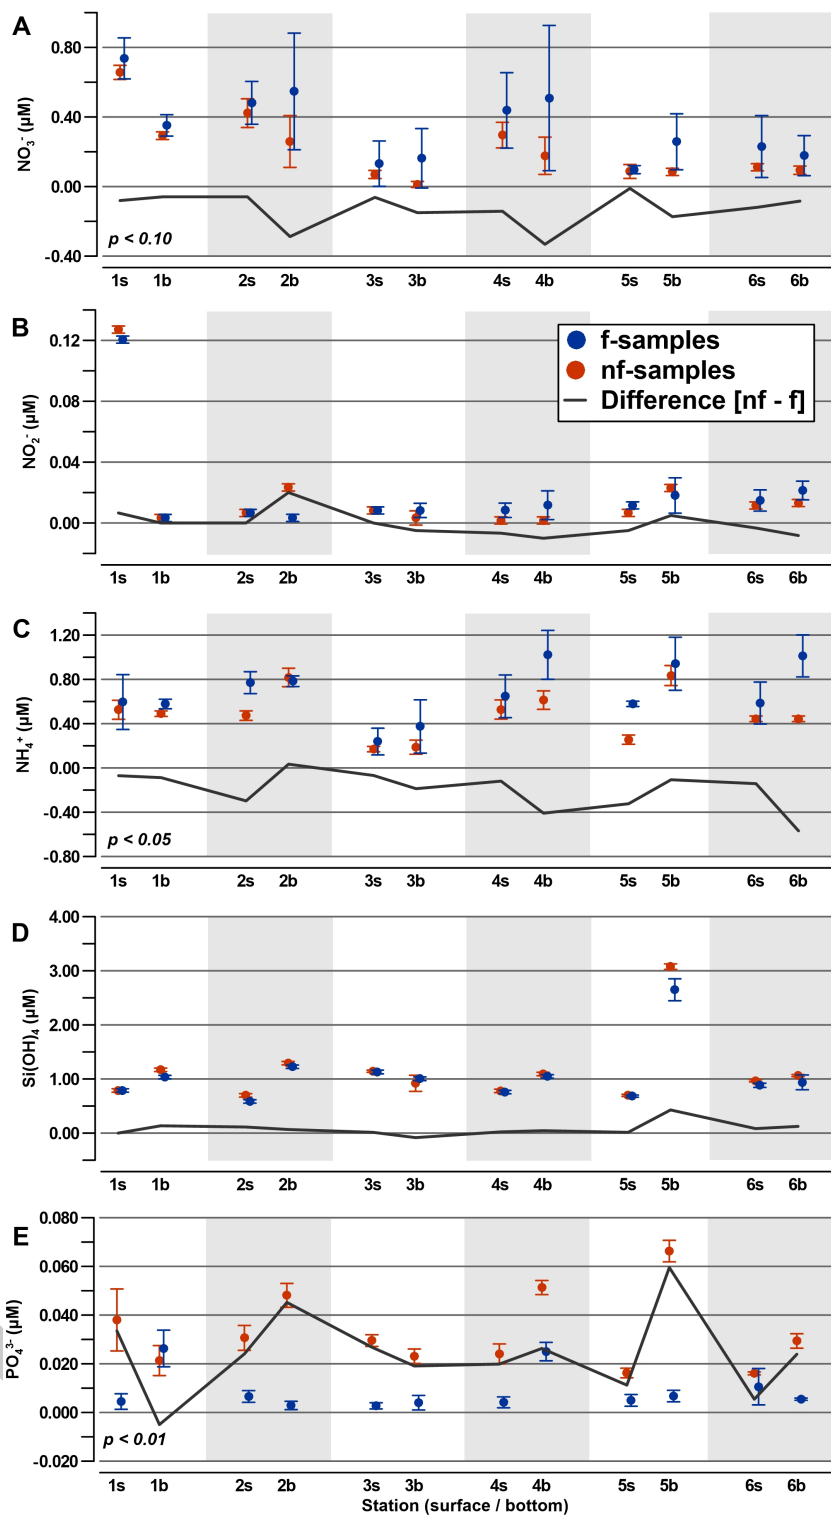 A
NO₃⁻ (µM)
0.80
0.40
0.00
-0.40
p < 0.10
1s 1b 2s 2b 3s 3b 4s 4b 5s 5b 6s 6b
B
NO₂⁻ (µM)
0.12
0.08
0.04
0.00
f-samples
nf-samples
Difference [nf - f]
1s 1b 2s 2b 3s 3b 4s 4b 5s 5b 6s 6b
C
NH₄⁺ (µM)
1.20
0.80
0.40
0.00
-0.40
-0.80
p < 0.05
1s 1b 2s 2b 3s 3b 4s 4b 5s 5b 6s 6b
D
Si(OH)₄ (µM)
4.00
3.00
2.00
1.00
0.00
1s 1b 2s 2b 3s 3b 4s 4b 5s 5b 6s 6b
E
PO₄³⁻ (µM)
0.080
0.060
0.040
0.020
0.000
-0.020
p < 0.01
1s 1b 2s 2b 3s 3b 4s 4b 5s 5b 6s 6b
Station (surface / bottom)